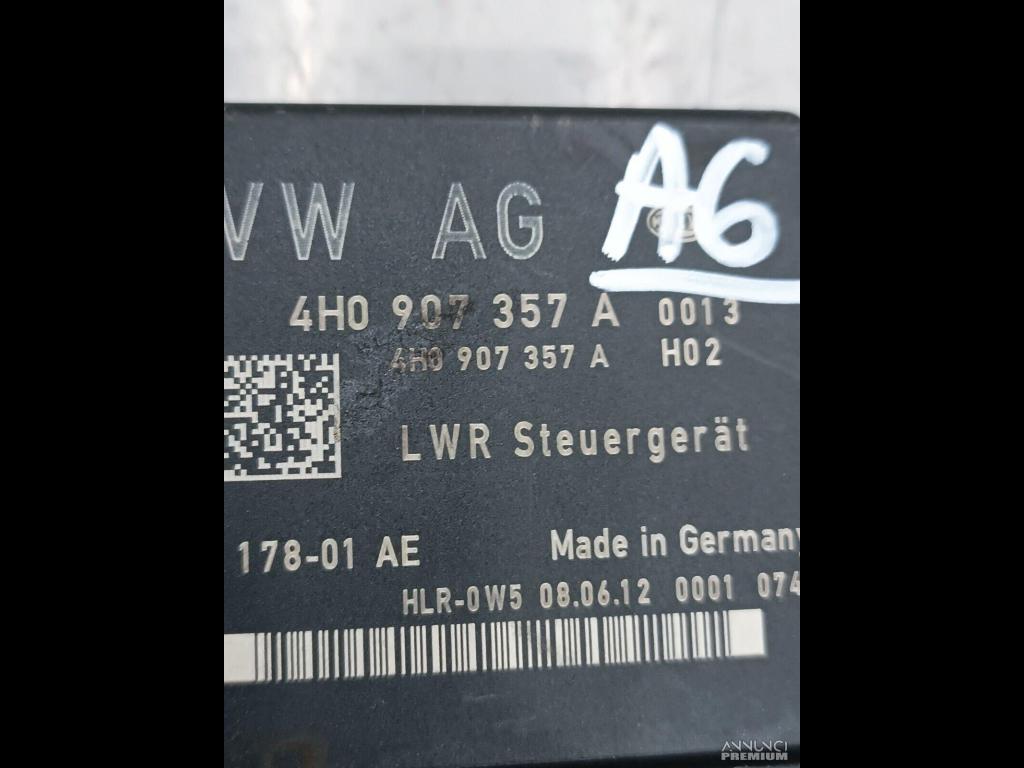 A6
VW AG
4H0 907 357 A 0013
4H0 907 357 A H02
LWR Steuergerät
178-01 AE Made in Germany
HLR-0W5 08.06.12 0001 074
ANNUNCI
PREMIUM